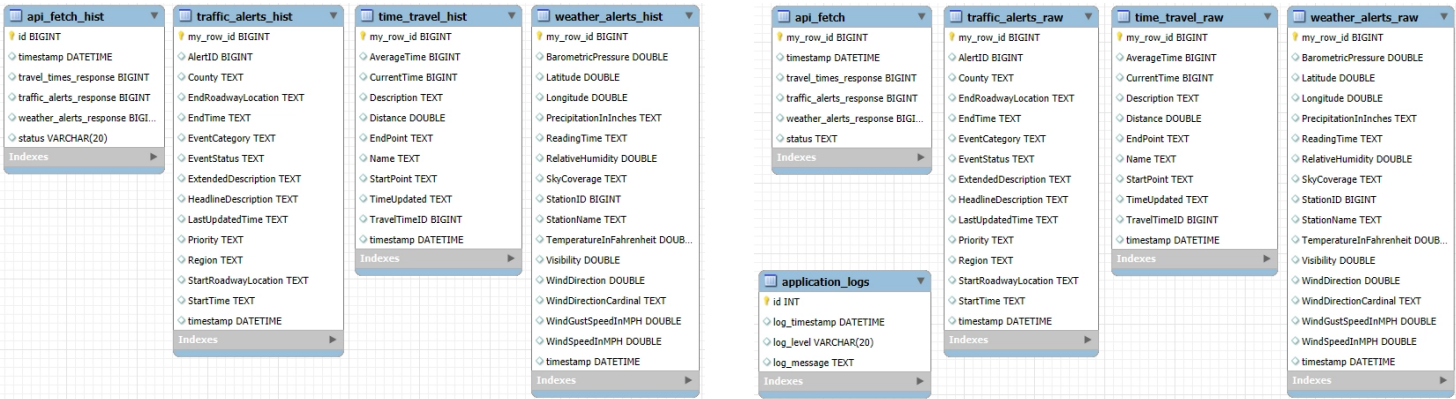 api_fetch_hist
id BIGINT
timestamp DATETIME
travel_times_response BIGINT
traffic_alerts_response BIGINT
weather_alerts_response BIGI...
status VARCHAR(20)
Indexes
traffic_alerts_hist
my_row_id BIGINT
AlertID BIGINT
County TEXT
EndRoadwayLocation TEXT
EndTime TEXT
EventCategory TEXT
EventStatus TEXT
ExtendedDescription TEXT
HeadlineDescription TEXT
LastUpdatedTime TEXT
Priority TEXT
Region TEXT
StartRoadwayLocation TEXT
StartTime TEXT
timestamp DATETIME
Indexes
time_travel_hist
my_row_id BIGINT
AverageTime BIGINT
CurrentTime BIGINT
Description TEXT
Distance DOUBLE
EndPoint TEXT
Name TEXT
StartPoint TEXT
TimeUpdated TEXT
TravelTimeID BIGINT
timestamp DATETIME
Indexes
weather_alerts_hist
my_row_id BIGINT
BarometricPressure DOUBLE
Latitude DOUBLE
Longitude DOUBLE
PrecipitationInInches TEXT
ReadingTime TEXT
RelativeHumidity DOUBLE
SkyCoverage TEXT
StationID BIGINT
StationName TEXT
TemperatureInFahrenheit DOUB...
Visibility DOUBLE
WindDirection DOUBLE
WindDirectionCardinal TEXT
WindGustSpeedInMPH DOUBLE
WindSpeedInMPH DOUBLE
timestamp DATETIME
Indexes
api_fetch
my_row_id BIGINT
timestamp DATETIME
travel_times_response BIGINT
traffic_alerts_response BIGINT
weather_alerts_response BIGI...
status TEXT
Indexes
application_logs
id INT
log_timestamp DATETIME
log_level VARCHAR(20)
log_message TEXT
Indexes
traffic_alerts_raw
my_row_id BIGINT
AlertID BIGINT
County TEXT
EndRoadwayLocation TEXT
EndTime TEXT
EventCategory TEXT
EventStatus TEXT
ExtendedDescription TEXT
HeadlineDescription TEXT
LastUpdatedTime TEXT
Priority TEXT
Region TEXT
StartRoadwayLocation TEXT
StartTime TEXT
timestamp DATETIME
Indexes
time_travel_raw
my_row_id BIGINT
AverageTime BIGINT
CurrentTime BIGINT
Description TEXT
Distance DOUBLE
EndPoint TEXT
Name TEXT
StartPoint TEXT
TimeUpdated TEXT
TravelTimeID BIGINT
timestamp DATETIME
Indexes
weather_alerts_raw
my_row_id BIGINT
BarometricPressure DOUBLE
Latitude DOUBLE
Longitude DOUBLE
PrecipitationInInches TEXT
ReadingTime TEXT
RelativeHumidity DOUBLE
SkyCoverage TEXT
StationID BIGINT
StationName TEXT
TemperatureInFahrenheit DOUB...
Visibility DOUBLE
WindDirection DOUBLE
WindDirectionCardinal TEXT
WindGustSpeedInMPH DOUBLE
WindSpeedInMPH DOUBLE
timestamp DATETIME
Indexes